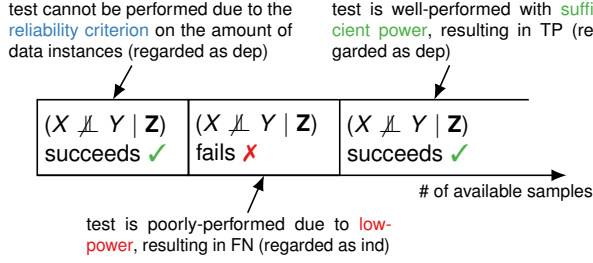 test cannot be performed due to the
reliability criterion on the amount of
data instances (regarded as dep)
test is well-performed with suffi
cient power, resulting in TP (re
garded as dep)
(X ⫫̸ Y | Z)
succeeds ✓
(X ⫫̸ Y | Z)
fails ✗
(X ⫫̸ Y | Z)
succeeds ✓
# of available samples
test is poorly-performed due to low-
power, resulting in FN (regarded as ind)